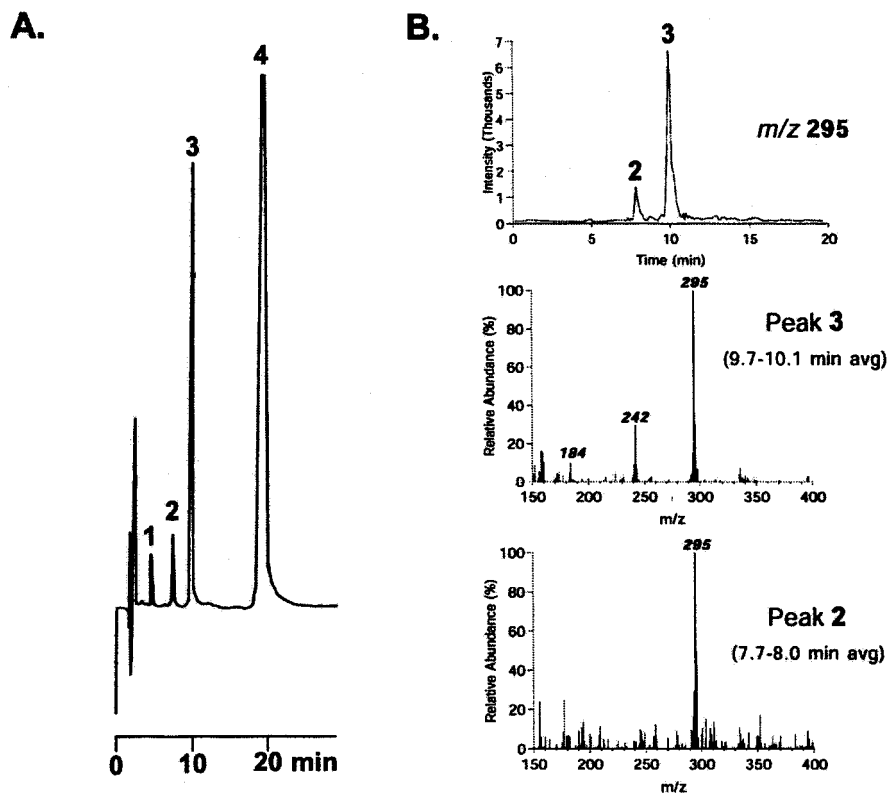 A.
4
3
2
1
0 10 20 min
B.
7
6
5
4
3
2
1
0
Intensity (Thousands)
3
2
m/z 295
0 5 10 15 20
Time (min)
295
100
80
60
40
20
0
Relative Abundance (%)
242
184
Peak 3
(9.7-10.1 min avg)
150 200 250 300 350 400
m/z
295
100
80
60
40
20
0
Relative Abundance (%)
Peak 2
(7.7-8.0 min avg)
150 200 250 300 350 400
m/z